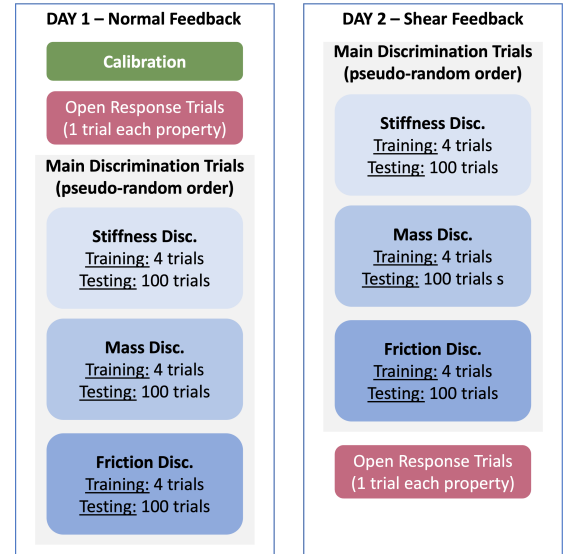 DAY 1 – Normal Feedback
Calibration
Open Response Trials
(1 trial each property)
Main Discrimination Trials
(pseudo-random order)
Stiffness Disc.
Training: 4 trials
Testing: 100 trials
Mass Disc.
Training: 4 trials
Testing: 100 trials
Friction Disc.
Training: 4 trials
Testing: 100 trials
DAY 2 – Shear Feedback
Main Discrimination Trials
(pseudo-random order)
Stiffness Disc.
Training: 4 trials
Testing: 100 trials
Mass Disc.
Training: 4 trials
Testing: 100 trials s
Friction Disc.
Training: 4 trials
Testing: 100 trials
Open Response Trials
(1 trial each property)